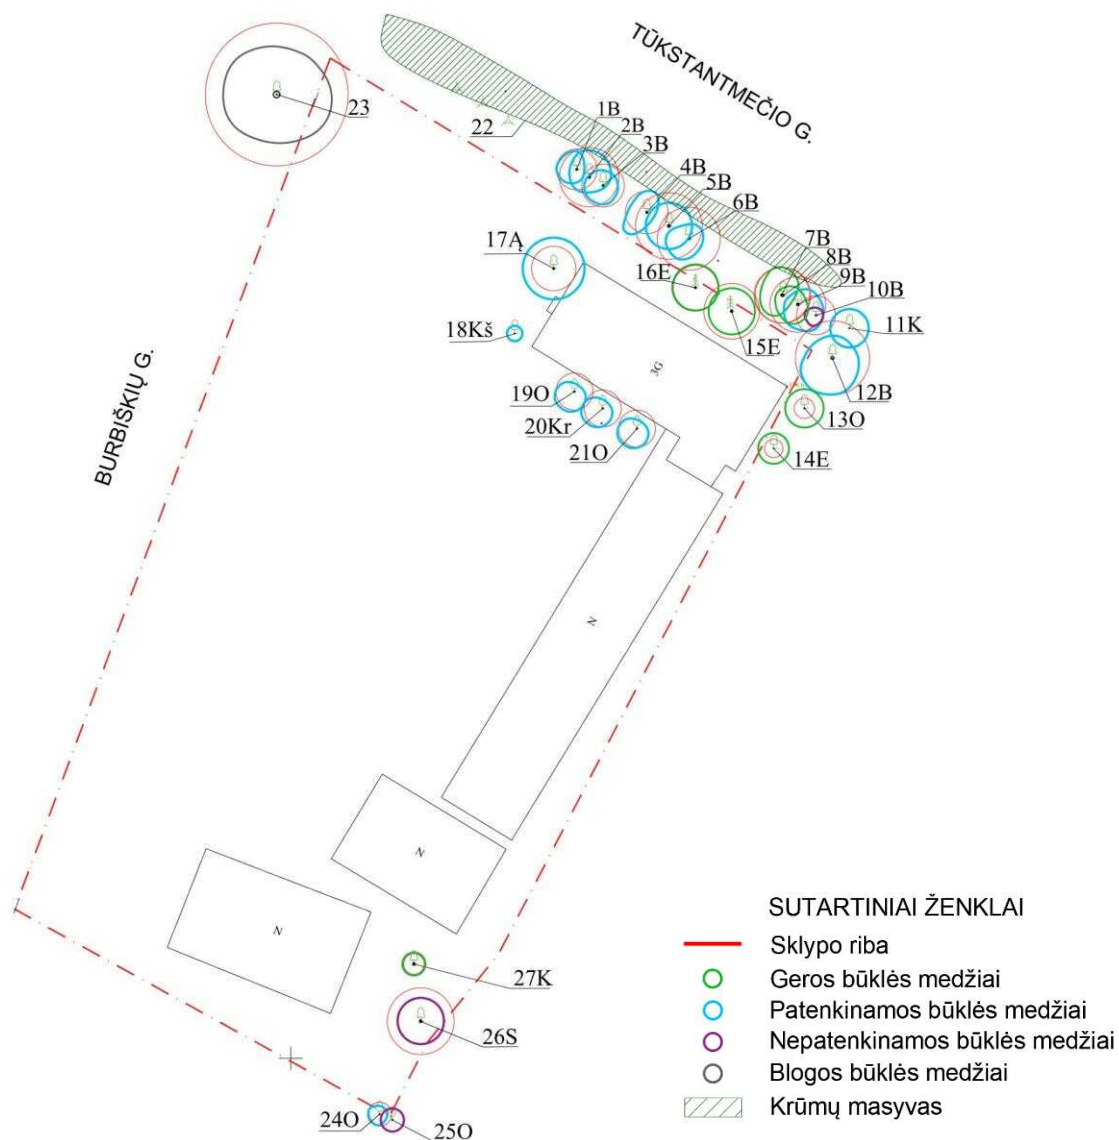 TŪKSTANTMEČIO G.
23
22
1B
2B
3B
4B
5B
6B
7B
8B
9B
10B
11K
12B
13O
14E
15E
16E
17Ą
18Kš
19O
20Kr
21O
3G
BURBIŠKIŲ G.
N
N
N
27K
26S
24O
25O
SUTARTINIAI ŽENKLAI
Sklypo riba
Geros būklės medžiai
Patenkinamos būklės medžiai
Nepatenkinamos būklės medžiai
Blogos būklės medžiai
Krūmų masyvas